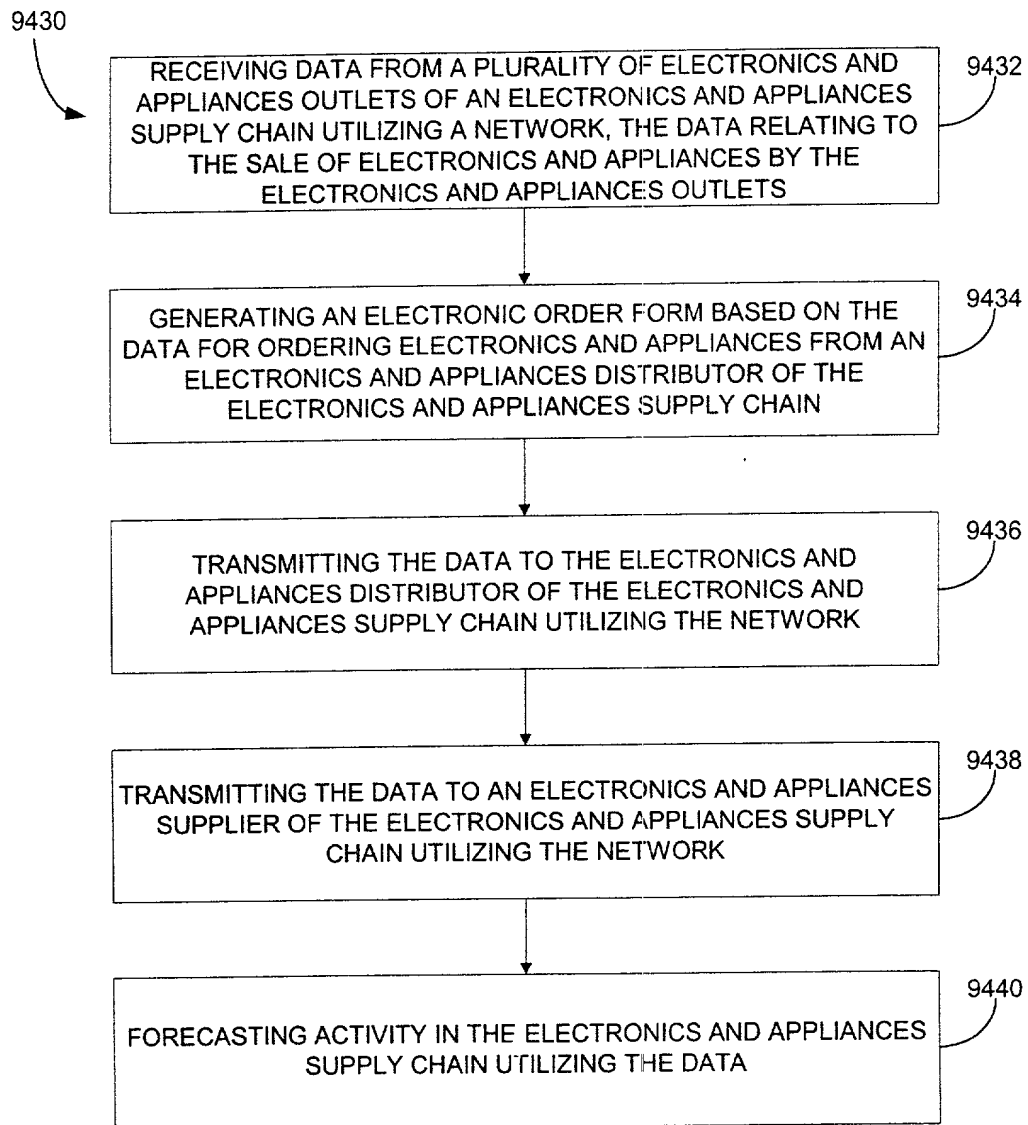 9430
RECEIVING DATA FROM A PLURALITY OF ELECTRONICS AND
APPLIANCES OUTLETS OF AN ELECTRONICS AND APPLIANCES
SUPPLY CHAIN UTILIZING A NETWORK, THE DATA RELATING TO
THE SALE OF ELECTRONICS AND APPLIANCES BY THE
ELECTRONICS AND APPLIANCES OUTLETS
9432
GENERATING AN ELECTRONIC ORDER FORM BASED ON THE
DATA FOR ORDERING ELECTRONICS AND APPLIANCES FROM AN
ELECTRONICS AND APPLIANCES DISTRIBUTOR OF THE
ELECTRONICS AND APPLIANCES SUPPLY CHAIN
9434
TRANSMITTING THE DATA TO THE ELECTRONICS AND
APPLIANCES DISTRIBUTOR OF THE ELECTRONICS AND
APPLIANCES SUPPLY CHAIN UTILIZING THE NETWORK
9436
TRANSMITTING THE DATA TO AN ELECTRONICS AND APPLIANCES
SUPPLIER OF THE ELECTRONICS AND APPLIANCES SUPPLY
CHAIN UTILIZING THE NETWORK
9438
FORECASTING ACTIVITY IN THE ELECTRONICS AND APPLIANCES
SUPPLY CHAIN UTILIZING THE DATA
9440